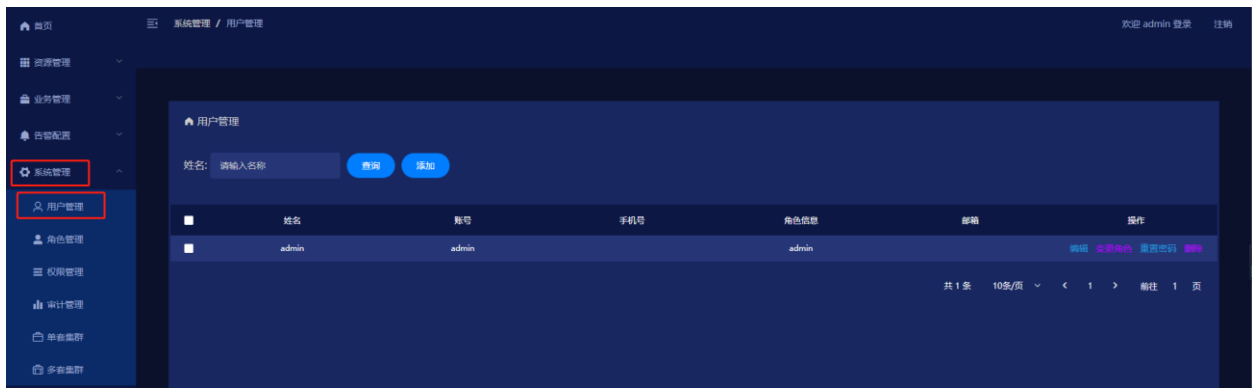 首页
系统管理 / 用户管理
欢迎 admin 登录 注销
资源管理
业务管理
告警配置
系统管理
用户管理
角色管理
权限管理
审计管理
单套集群
多套集群
用户管理
姓名: 请输入名称 查询 添加
姓名 账号 手机号 角色信息 邮箱 操作
admin admin admin 编辑 变更角色 重置密码 删除
共 1 条 10条/页 1 前往 1 页